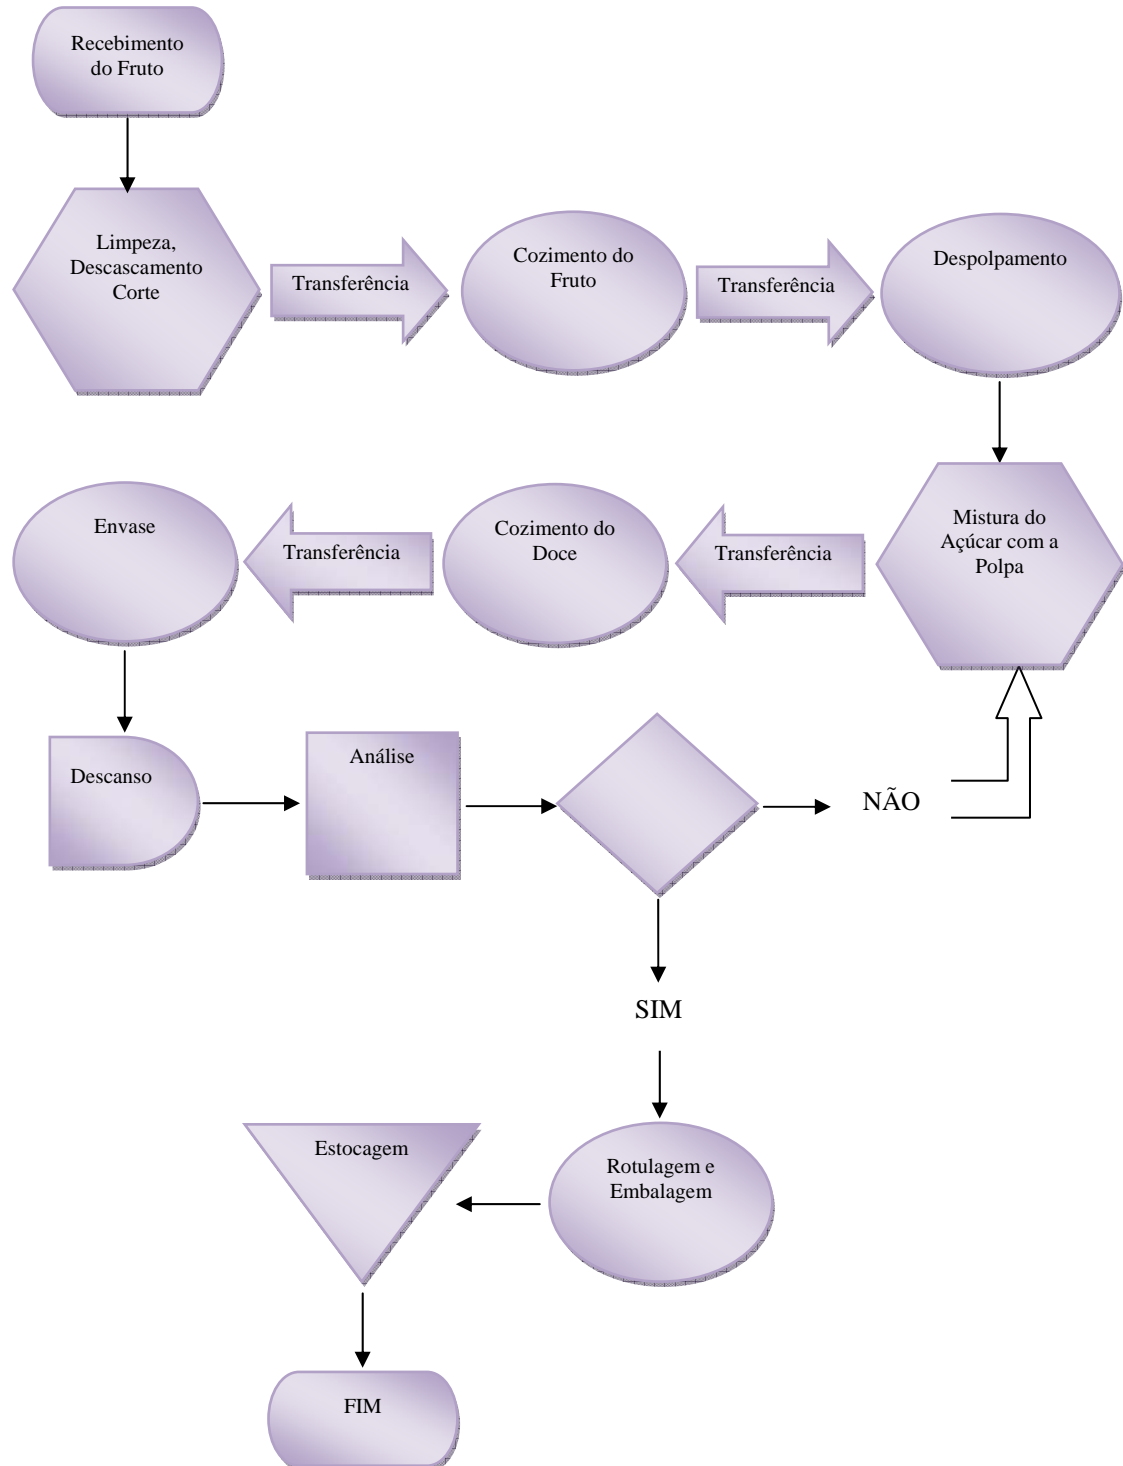 Recebimento
do Fruto
Limpeza,
Descascamento
Corte
Transferência
Cozimento do
Fruto
Transferência
Despolpamento
Mistura do
Açúcar com a
Polpa
Transferência
Cozimento do
Doce
Transferência
Envase
Descanso
Análise
NÃO
SIM
Rotulagem e
Embalagem
Estocagem
FIM